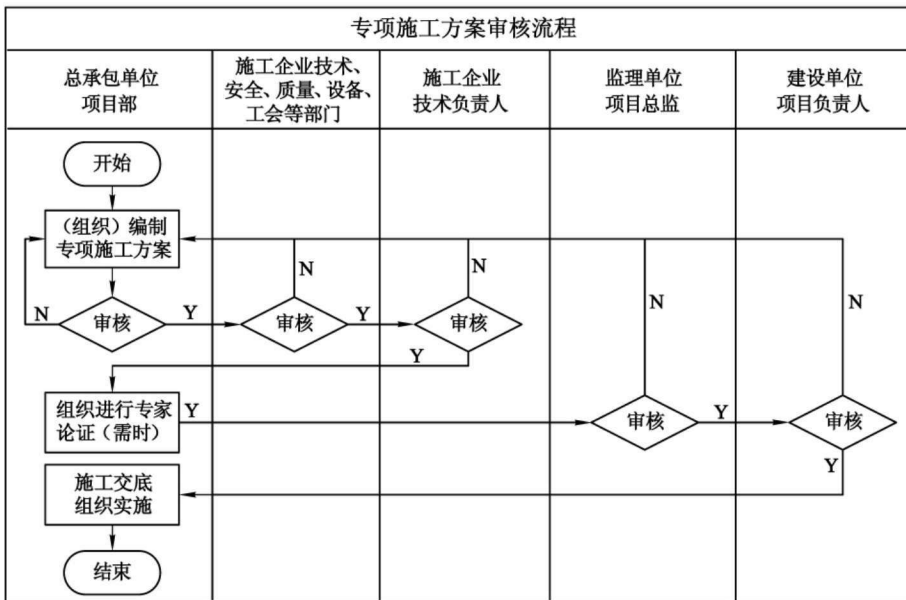 专项施工方案审核流程
总承包单位
项目部
施工企业技术、
安全、质量、设备、
工会等部门
施工企业
技术负责人
监理单位
项目总监
建设单位
项目负责人
开始
（组织）编制
专项施工方案
N
N
N
N
N
审核
Y
审核
Y
审核
Y
组织进行专家
论证（需时）
Y
审核
Y
审核
Y
施工交底
组织实施
结束